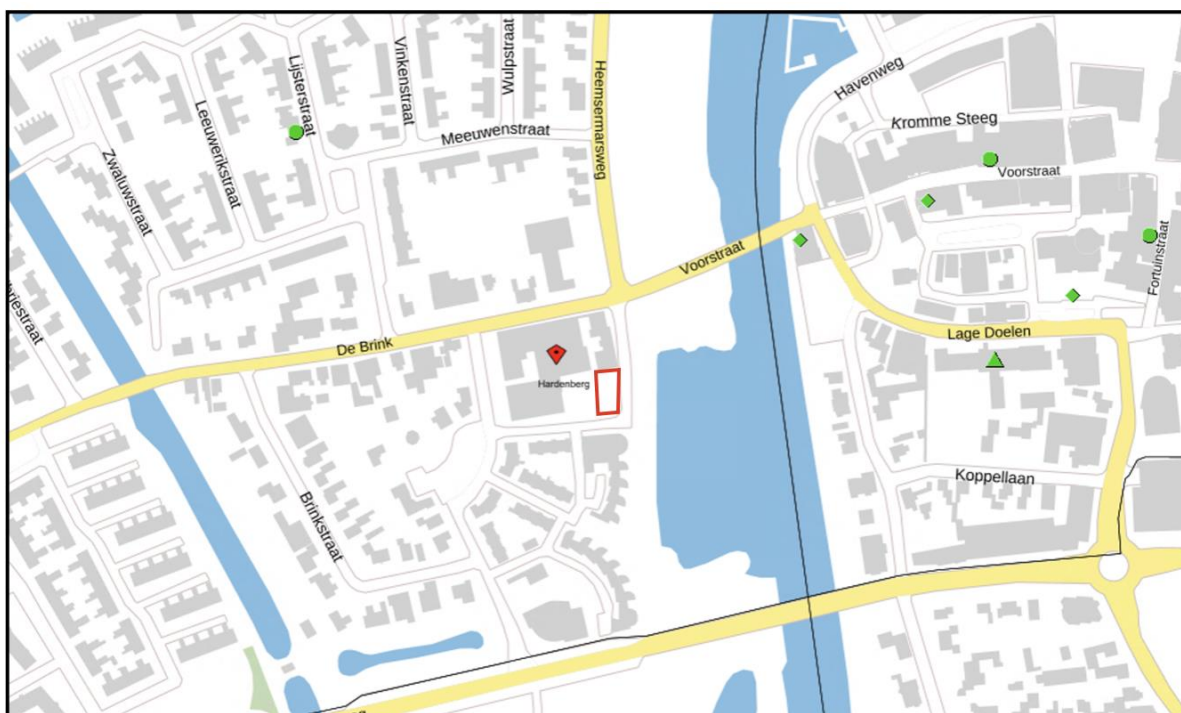 Lijsterstraat
Vinkenstraat
Wulpstraat
Heemsermarsweg
Havenweg
Leeuwerikstraat
Meeuwenstraat
Kromme Steeg
Zwaluwstraat
Voorstraat
Voorstraat
Fortuinstraat
De Brink
Lage Doelen
Hardenberg
Koppellaan
Brinkstraat